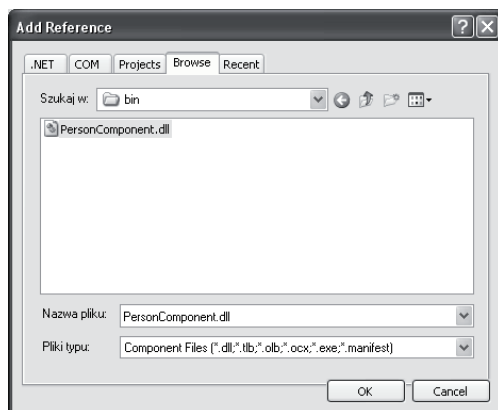 Add Reference
.NET COM Projects Browse Recent
Szukaj w: bin
PersonComponent.dll
Nazwa pliku: PersonComponent.dll
Pliki typu: Component Files (*.dll;*.tlb;*.olb;*.ocx;*.exe;*.manifest)
OK Cancel